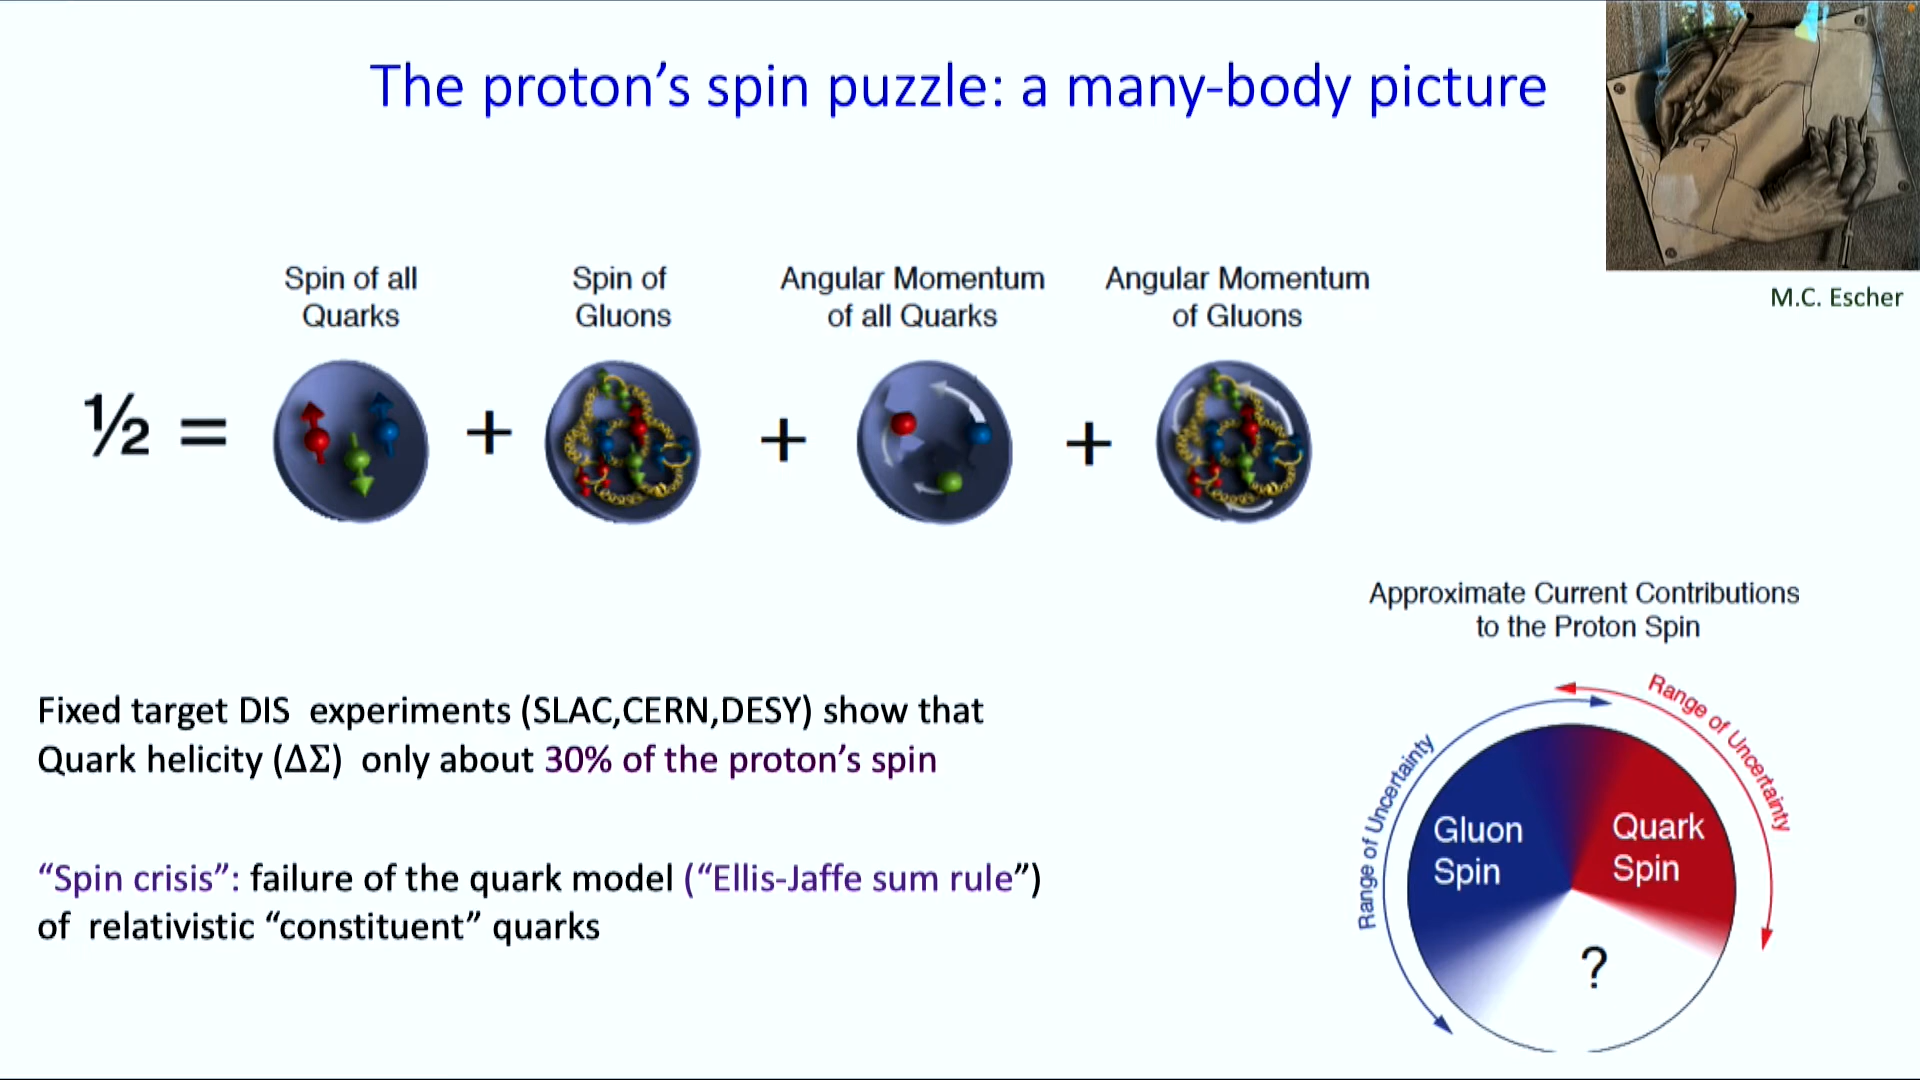 The proton’s spin puzzle: a many-body picture
M.C. Escher
Spin of all
Quarks
Spin of
Gluons
Angular Momentum
of all Quarks
Angular Momentum
of Gluons
½ = + + +
Approximate Current Contributions
to the Proton Spin
Range of Uncertainty
Range of Uncertainty
Gluon
Spin
Quark
Spin
?
Fixed target DIS experiments (SLAC,CERN,DESY) show that
Quark helicity (ΔΣ) only about 30% of the proton’s spin
“Spin crisis”: failure of the quark model (“Ellis-Jaffe sum rule”)
of relativistic “constituent” quarks